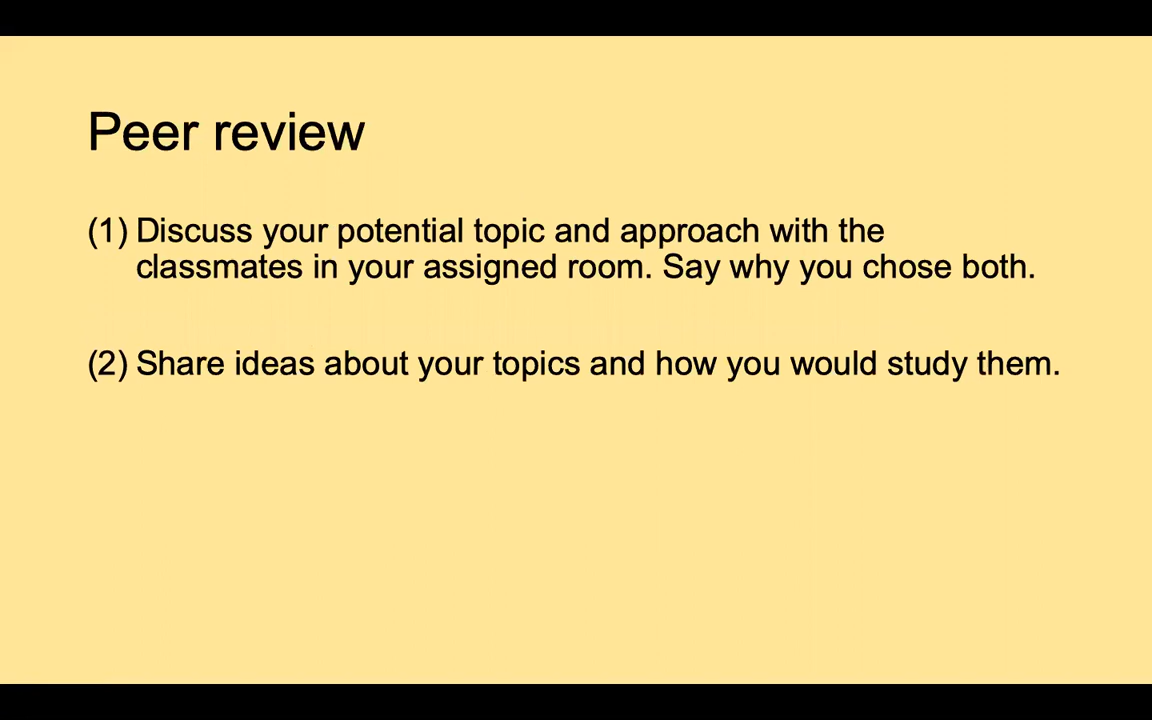 Peer review
(1) Discuss your potential topic and approach with the
classmates in your assigned room. Say why you chose both.
(2) Share ideas about your topics and how you would study them.